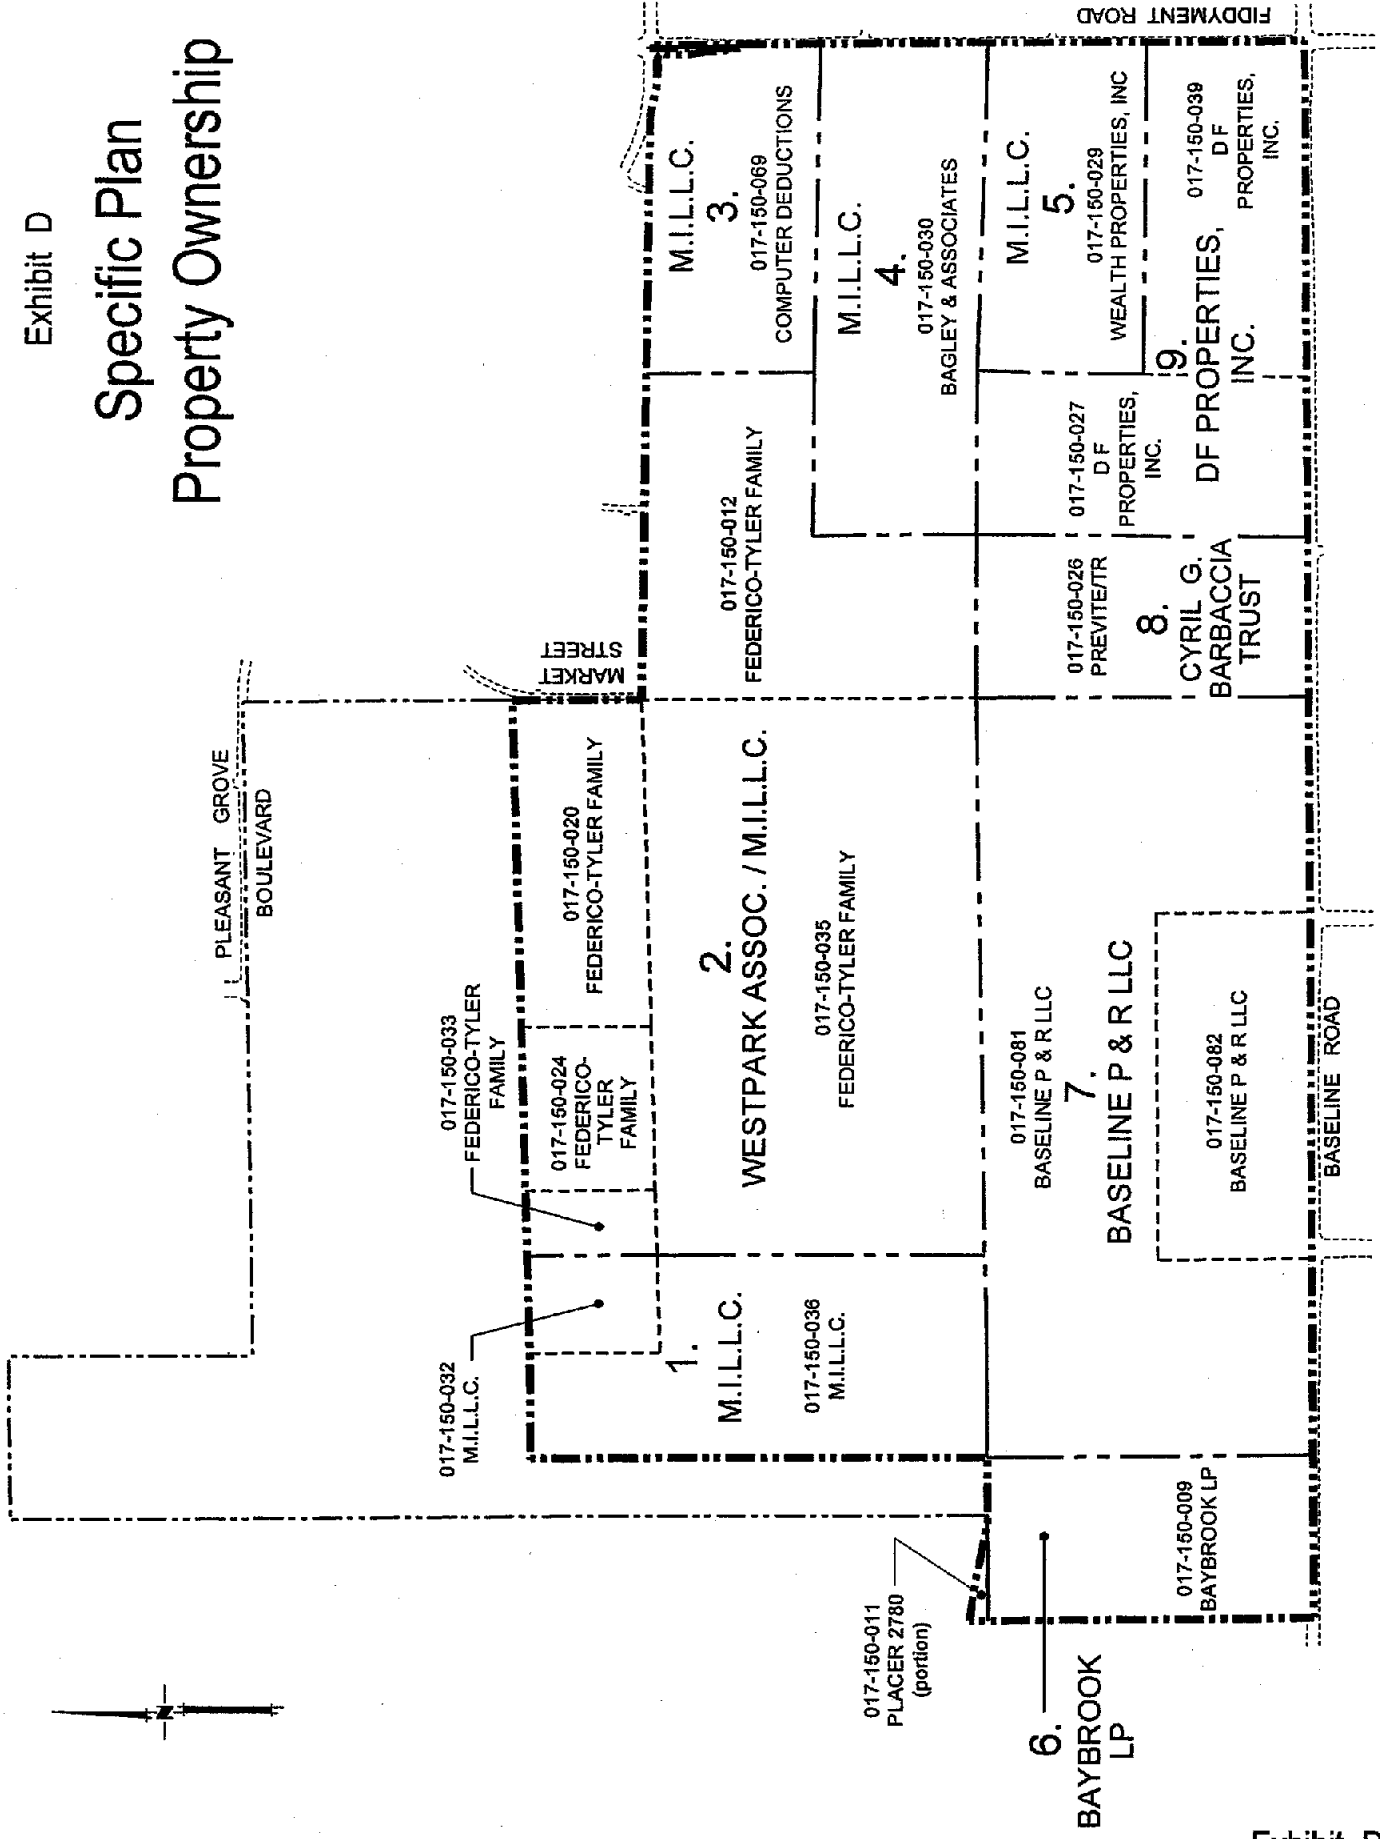 Exhibit D
Specific Plan
Property Ownership
PLEASANT GROVE
BOULEVARD
MARKET
STREET
FIDDYMENT ROAD
017-150-032
M.I.L.L.C.
017-150-033
FEDERICO-TYLER
FAMILY
017-150-024
FEDERICO-
TYLER
FAMILY
017-150-020
FEDERICO-TYLER FAMILY
1.
M.I.L.L.C.
017-150-036
M.I.L.L.C.
2.
WESTPARK ASSOC. / M.I.L.L.C.
017-150-035
FEDERICO-TYLER FAMILY
017-150-012
FEDERICO-TYLER FAMILY
M.I.L.L.C.
3.
017-150-069
COMPUTER DEDUCTIONS
M.I.L.L.C.
4.
017-150-030
BAGLEY & ASSOCIATES
M.I.L.L.C.
5.
017-150-029
WEALTH PROPERTIES, INC
017-150-011
PLACER 2780
(portion)
6.
BAYBROOK
LP
017-150-009
BAYBROOK LP
017-150-081
BASELINE P & R LLC
7.
BASELINE P & R LLC
017-150-082
BASELINE P & R LLC
017-150-026
PREVITE/TR
8.
CYRIL G.
BARBACCIA
TRUST
017-150-027
D F
PROPERTIES,
INC.
9.
DF PROPERTIES,
INC.
017-150-039
D F
PROPERTIES,
INC.
BASELINE ROAD
N